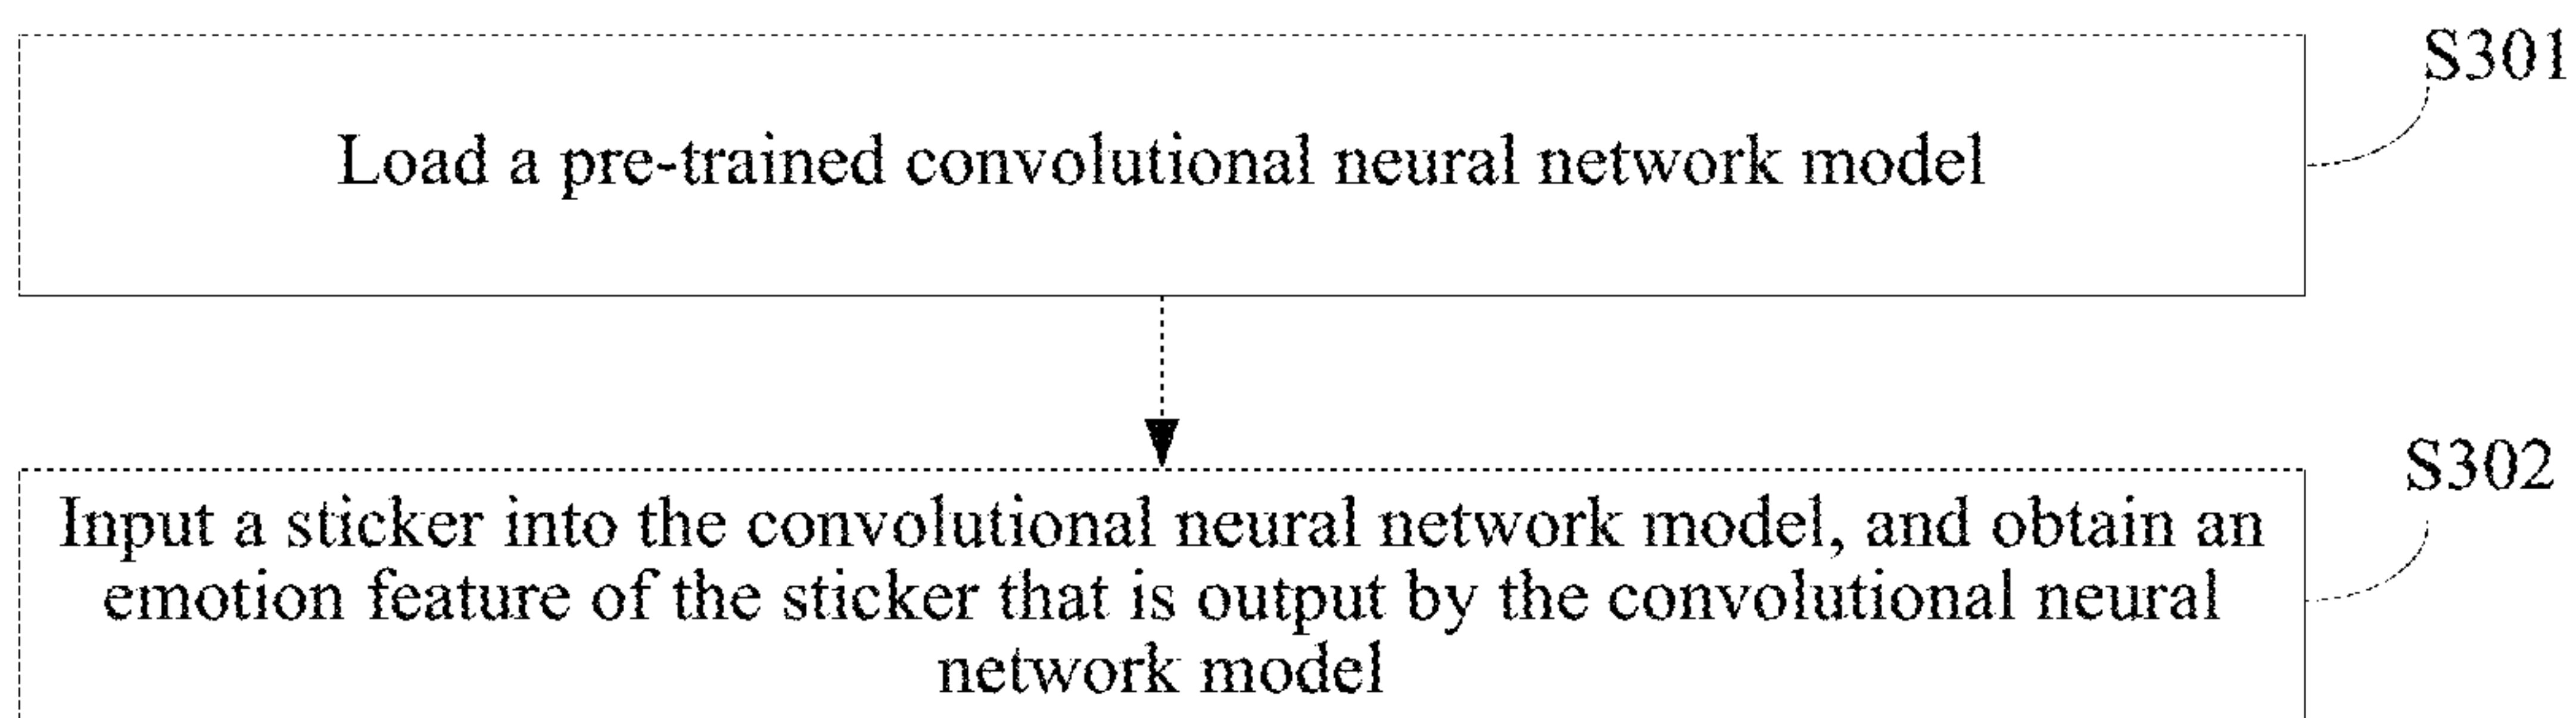 S301
Load a pre-trained convolutional neural network model
S302
Input a sticker into the convolutional neural network model, and obtain an
emotion feature of the sticker that is output by the convolutional neural
network model